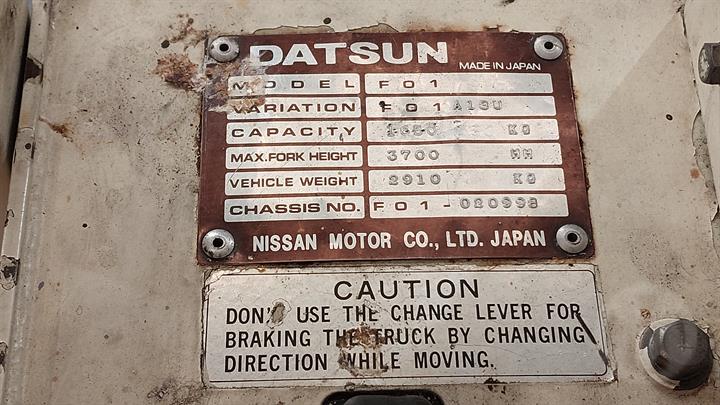 DATSUN
MADE IN JAPAN
MODEL F01
VARIATION F01 A18U
CAPACITY KG
MAX.FORK HEIGHT 3700 MM
VEHICLE WEIGHT 2910 KG
CHASSIS NO. F01-020998
NISSAN MOTOR CO., LTD. JAPAN
CAUTION
DON'T USE THE CHANGE LEVER FOR
BRAKING THE TRUCK BY CHANGING
DIRECTION WHILE MOVING.